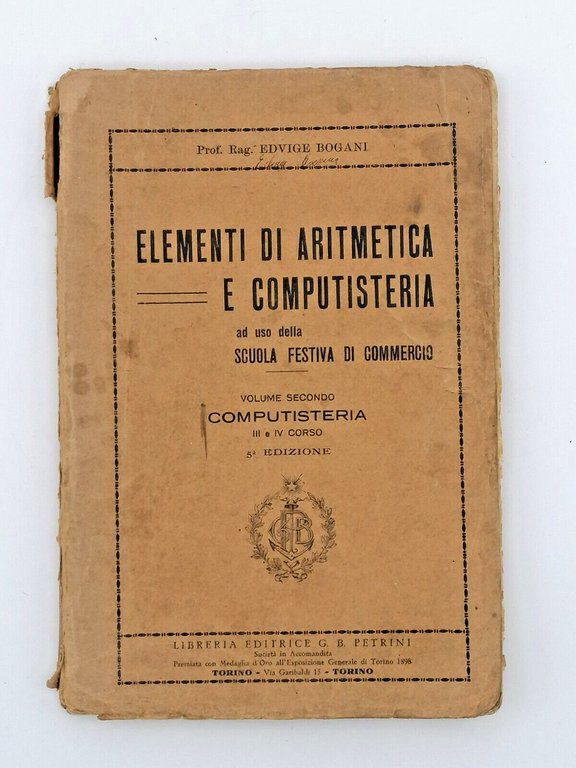 Prof. Rag. EDVIGE BOGANI
ELEMENTI DI ARITMETICA
E COMPUTISTERIA
ad uso della
SCUOLA FESTIVA DI COMMERCIO
VOLUME SECONDO
COMPUTISTERIA
III e IV CORSO
5ª EDIZIONE
LIBRERIA EDITRICE G. B. PETRINI
Società in Accomandita
Premiata con Medaglia d'Oro all'Esposizione Generale di Torino 1898
TORINO - Via Garibaldi 15 - TORINO